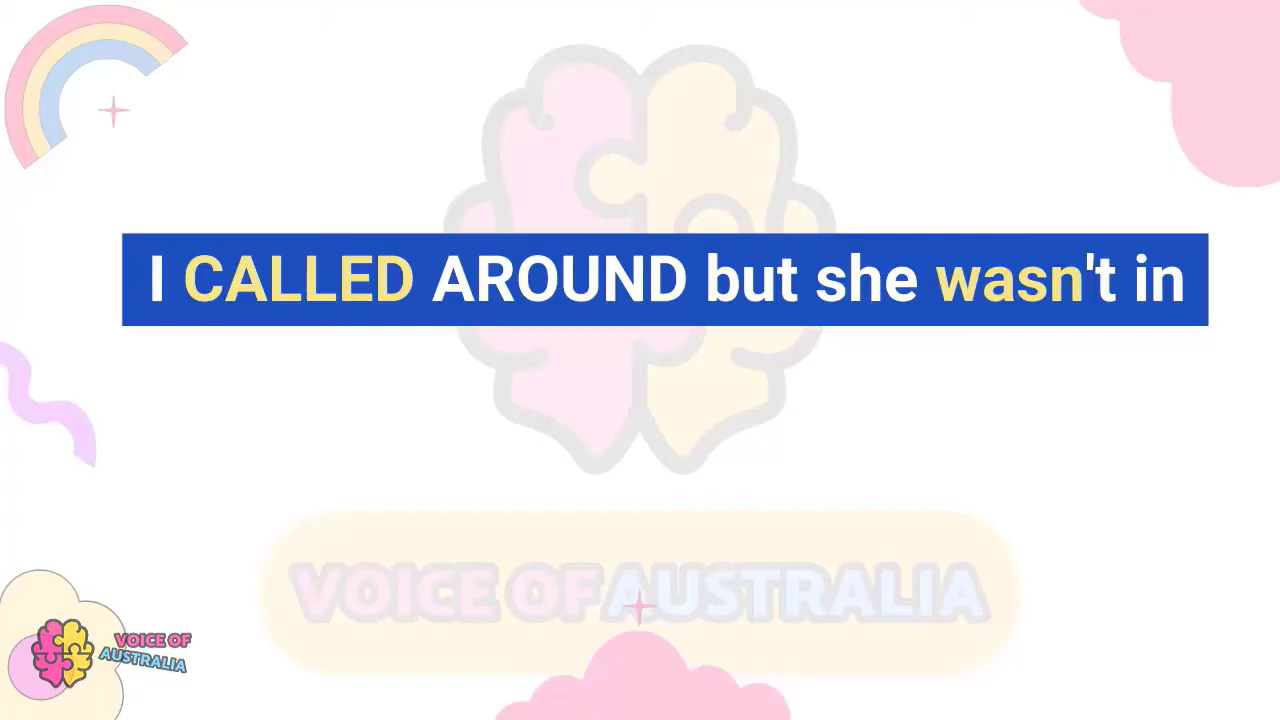 I CALLED AROUND but she wasn't in
VOICE OF AUSTRALIA
VOICE OF
AUSTRALIA